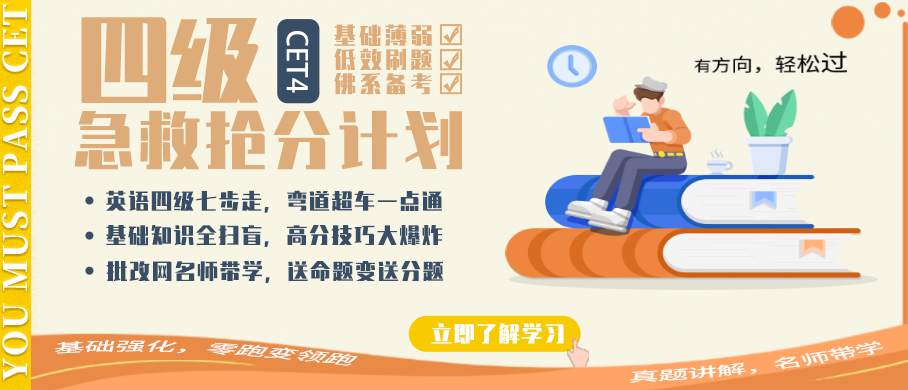 YOU MUST PASS CET
四级
CET4
基础薄弱
低效刷题
佛系备考
急救抢分计划
有方向，轻松过
• 英语四级七步走，弯道超车一点通
• 基础知识全扫盲，高分技巧大爆炸
• 批改网名师带学，送命题变送分题
立即了解学习
基础强化，零跑变领跑
真题讲解，名师带学